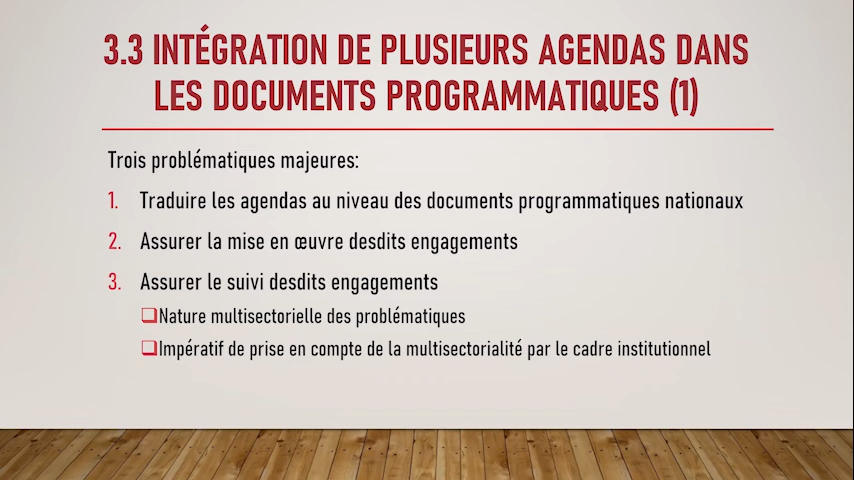 3.3 INTÉGRATION DE PLUSIEURS AGENDAS DANS
LES DOCUMENTS PROGRAMMATIQUES (1)
Trois problématiques majeures:
1. Traduire les agendas au niveau des documents programmatiques nationaux
2. Assurer la mise en œuvre desdits engagements
3. Assurer le suivi desdits engagements
❑Nature multisectorielle des problématiques
❑Impératif de prise en compte de la multisectorialité par le cadre institutionnel